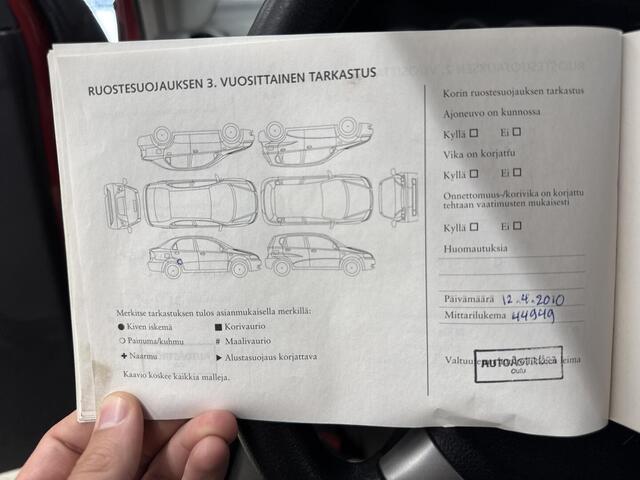 RUOSTESUOJAUKSEN 3. VUOSITTAINEN TARKASTUS
Merkitse tarkastuksen tulos asianmukaisella merkillä:
● Kiven iskemä
❍ Painuma/kuhmu
✚ Naarmu
■ Korivaurio
# Maalivaurio
▶ Alustasuojaus korjattava
Kaavio koskee kaikkia malleja.
Korin ruostesuojauksen tarkastus
Ajoneuvo on kunnossa
Kyllä □ Ei □
Vika on korjattu
Kyllä □ Ei □
Onnettomuus-/korivika on korjattu
tehtaan vaatimusten mukaisesti
Kyllä □ Ei □
Huomautuksia
Päivämäärä 12.4.2010
Mittarilukema 44949
leima
Oulu